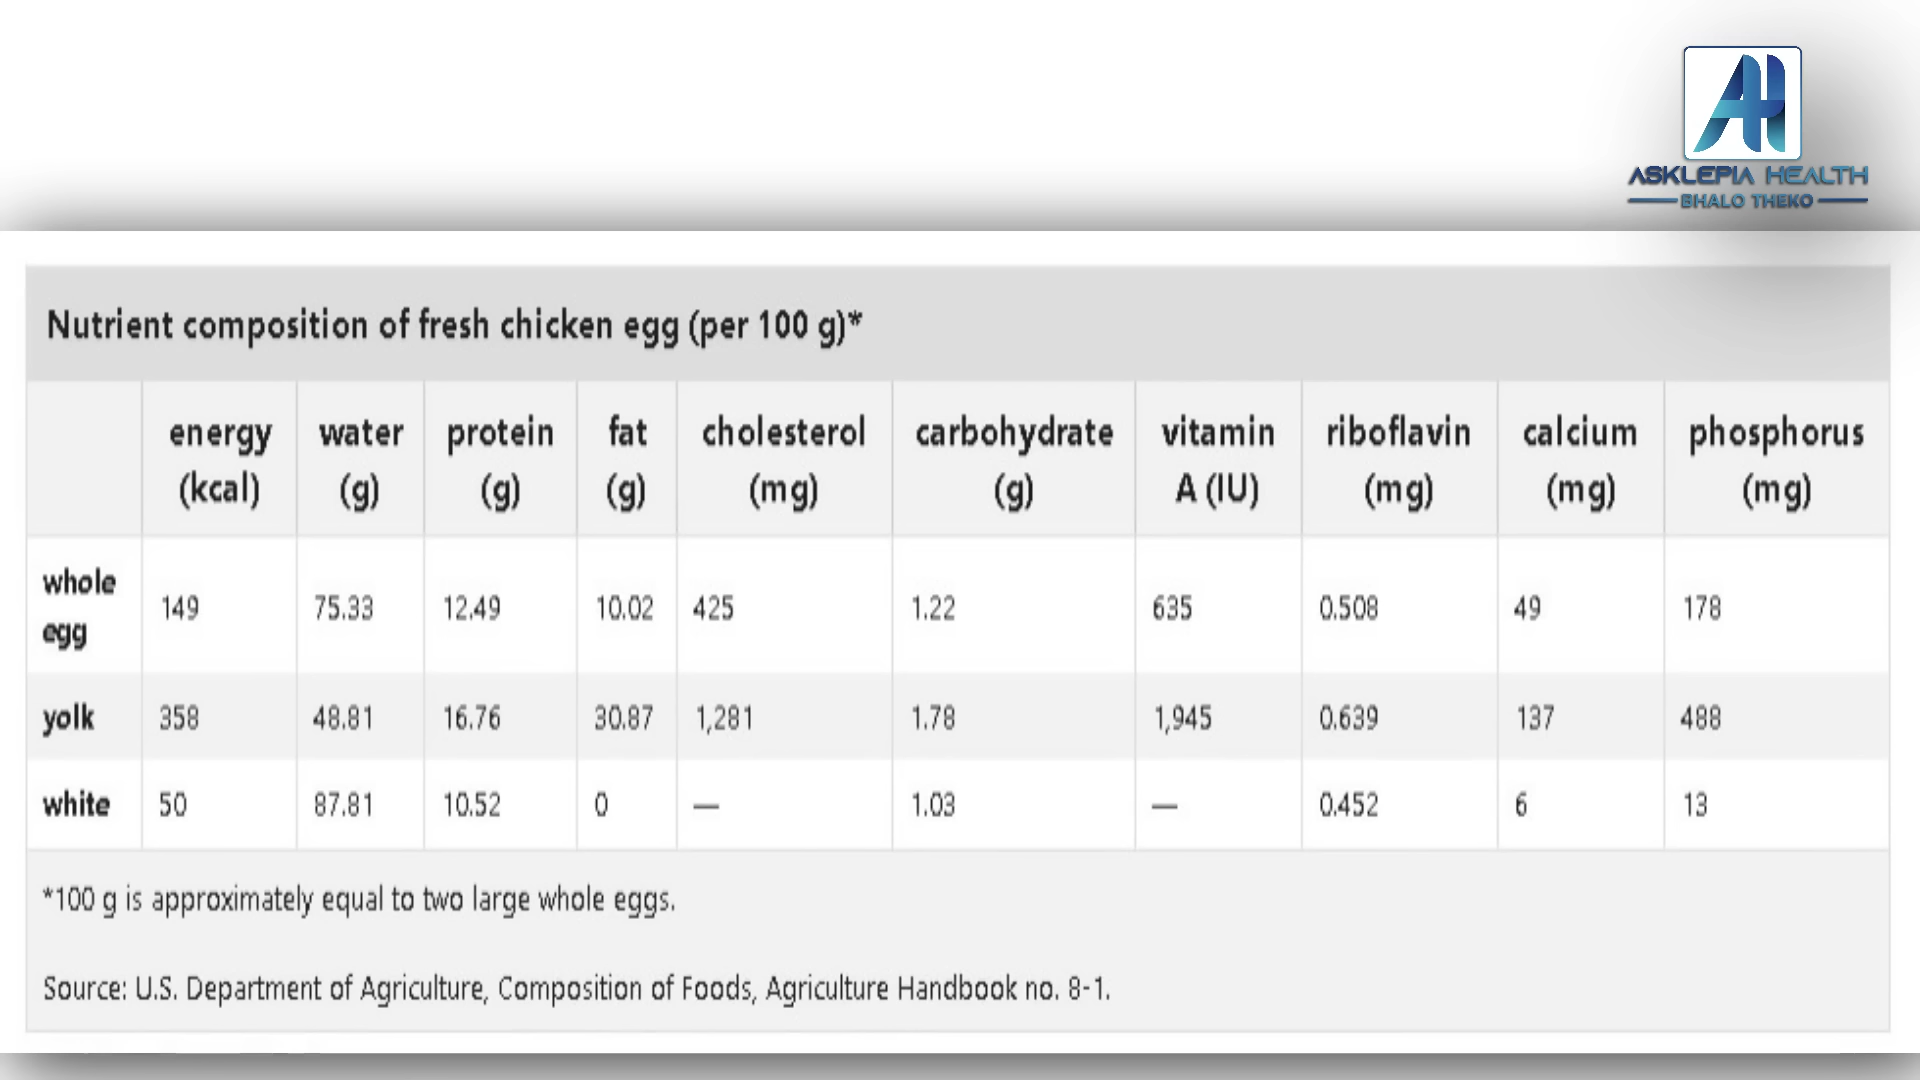 ASKLEPIA HEALTH
BHALO THEKO
Nutrient composition of fresh chicken egg (per 100 g)*
energy (kcal) water (g) protein (g) fat (g) cholesterol (mg) carbohydrate (g) vitamin A (IU) riboflavin (mg) calcium (mg) phosphorus (mg)
whole egg 149 75.33 12.49 10.02 425 1.22 635 0.508 49 178
yolk 358 48.81 16.76 30.87 1,281 1.78 1,945 0.639 137 488
white 50 87.81 10.52 0 — 1.03 — 0.452 6 13
*100 g is approximately equal to two large whole eggs.
Source: U.S. Department of Agriculture, Composition of Foods, Agriculture Handbook no. 8-1.